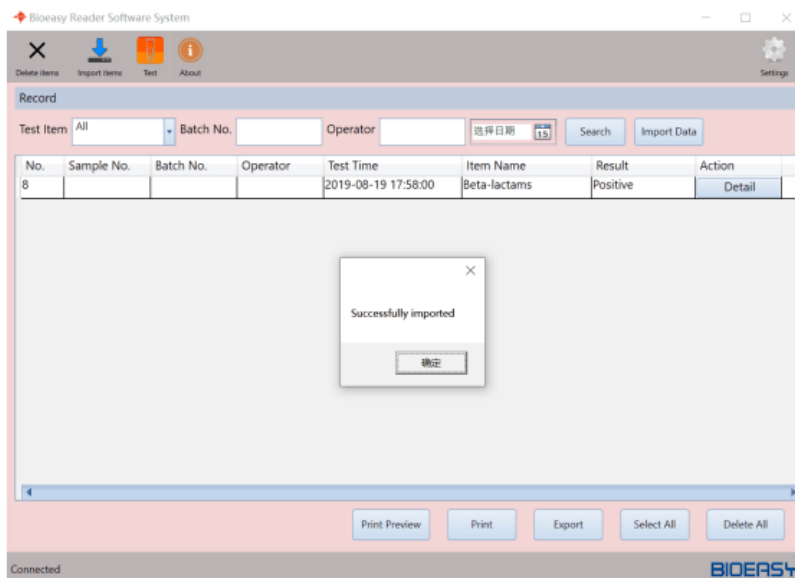 Bioeasy Reader Software System
Delete items Import items Test About Settings
Record
Test Item All Batch No. Operator 选择日期 15 Search Import Data
No. Sample No. Batch No. Operator Test Time Item Name Result Action
8 2019-08-19 17:58:00 Beta-lactams Positive Detail
Successfully imported
确定
Print Preview Print Export Select All Delete All
Connected BIOEASY